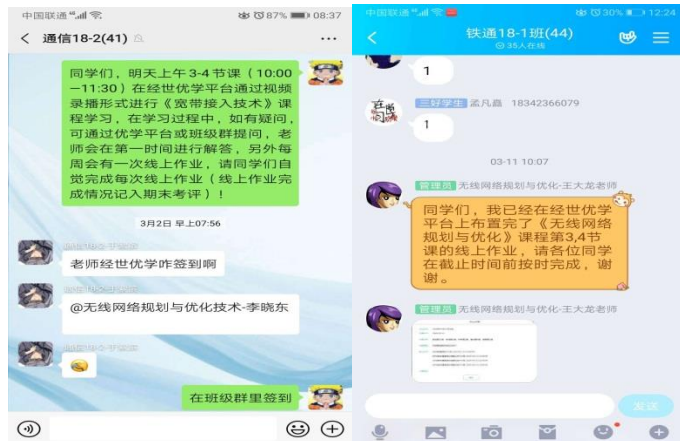 中国联通 87% 08:37
通信18-2(41)
同学们,明天上午3-4节课(10:00
-11:30)在经世优学平台通过视频
录播形式进行《宽带接入技术》课
程学习,在学习过程中,如有疑问,
可通过优学平台或班级群提问,老
师会在第一时间进行解答,另外每
周会有一次线上作业,请同学们自
觉完成每次线上作业(线上作业完
成情况记入期末考评)!
3月2日 早上07:56
老师经世优学咋签到啊
@无线网络规划与优化技术-李晓东
在班级群里签到
中国联通 30% 12:24
铁通18-1班(44)
35人在线
1
三好学生 孟凡磊 18342366079
1
03-11 10:07
管理员 无线网络规划与优化-王大龙老师
同学们,我已经在经世优学
平台上布置完了《无线网络
规划与优化》课程第3,4节
课的线上作业,请各位同学
在截止时间前按时完成,谢
谢。
管理员 无线网络规划与优化-王大龙老师
发送